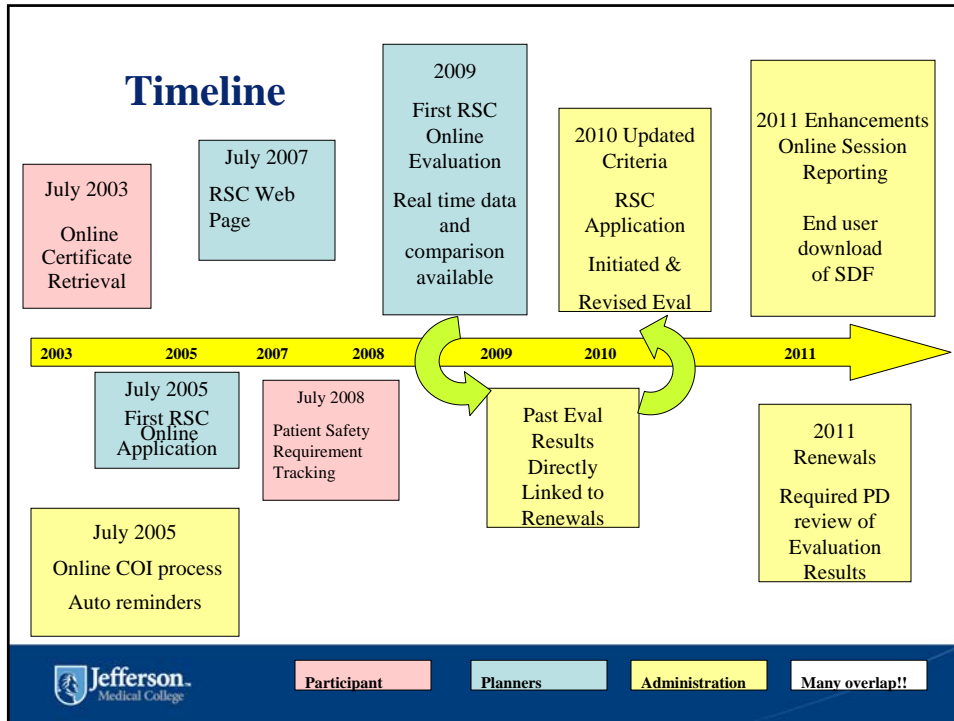 Timeline
July 2003
Online
Certificate
Retrieval
July 2007
RSC Web
Page
2009
First RSC
Online
Evaluation
Real time data
and
comparison
available
2010 Updated
Criteria
RSC
Application
Initiated &
Revised Eval
2011 Enhancements
Online Session
Reporting
End user
download
of SDF
2003 2005 2007 2008 2009 2010 2011
July 2005
First RSC
Online
Application
July 2008
Patient Safety
Requirement
Tracking
Past Eval
Results
Directly
Linked to
Renewals
2011
Renewals
Required PD
review of
Evaluation
Results
July 2005
Online COI process
Auto reminders
Jefferson™
Medical College
Participant
Planners
Administration
Many overlap!!